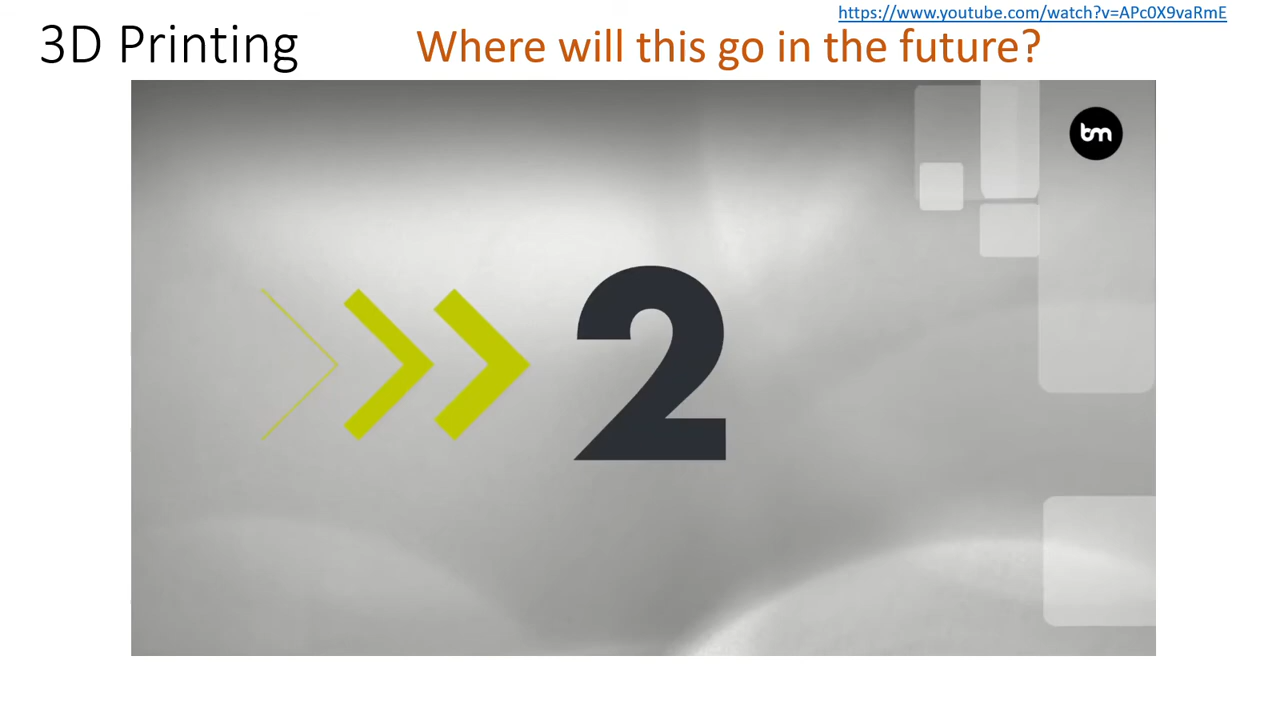 https://www.youtube.com/watch?v=APc0X9vaRmE
3D Printing Where will this go in the future?
bm
2